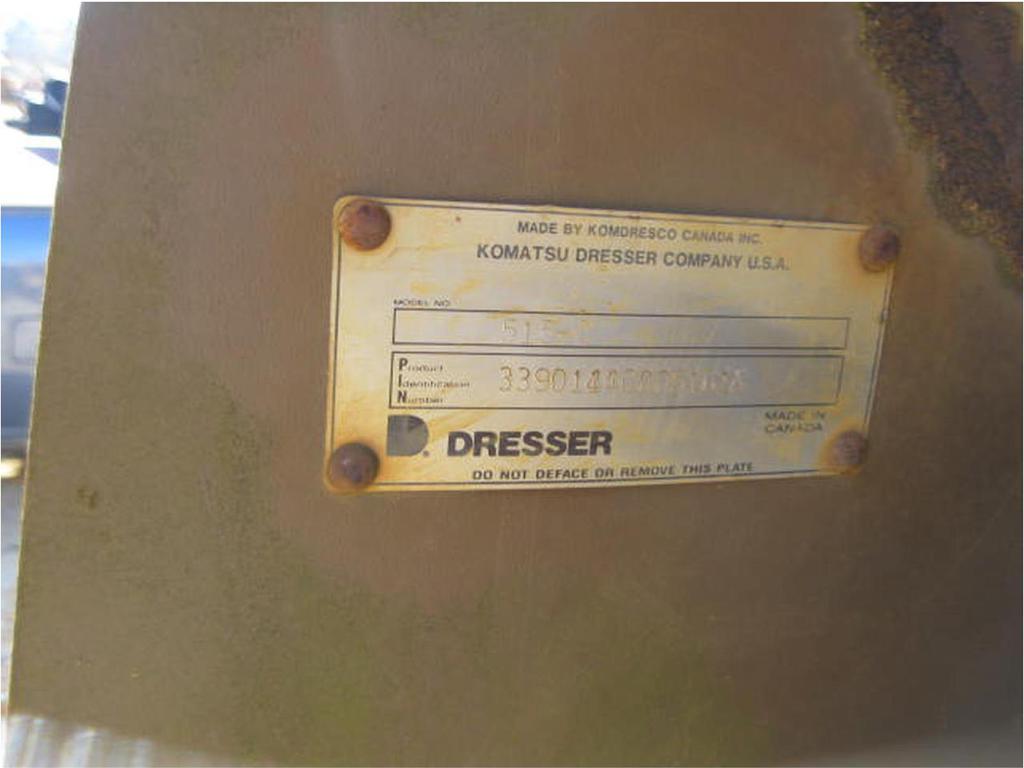 MADE BY KOMDRESCO CANADA INC.
KOMATSU DRESSER COMPANY U.S.A.
MODEL NO
Product
Identification
Number
DRESSER
MADE IN
CANADA
DO NOT DEFACE OR REMOVE THIS PLATE